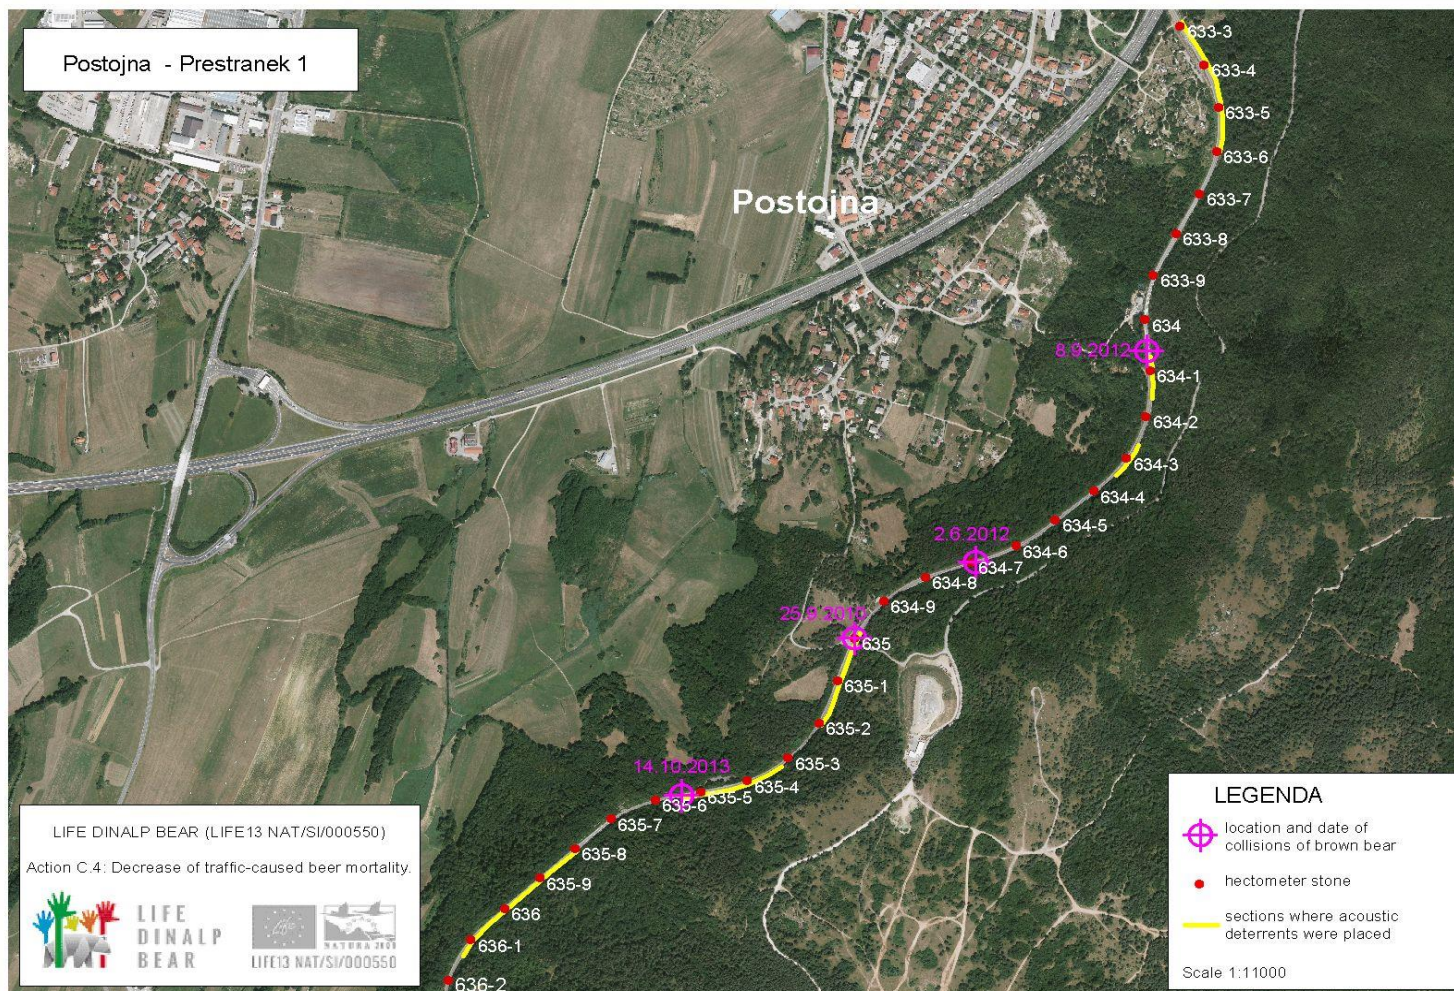 Postojna - Prestranek 1
633-3
633-4
633-5
633-6
633-7
Postojna
633-8
633-9
634
8.9.2012
634-1
634-2
634-3
634-4
634-5
2.6.2012
634-6
634-7
634-8
634-9
25.9.2010
635
635-1
635-2
635-3
14.10.2013
635-4
635-5
635-6
635-7
635-8
635-9
636
636-1
636-2
LIFE DINALP BEAR (LIFE13 NAT/SI/000550)
Action C.4: Decrease of traffic-caused beer mortality.
LIFE
DINALP
BEAR
NATURA 2000
LIFE13 NAT/SI/000550
LEGENDA
location and date of
collisions of brown bear
hectometer stone
sections where acoustic
deterrents were placed
Scale 1:11000